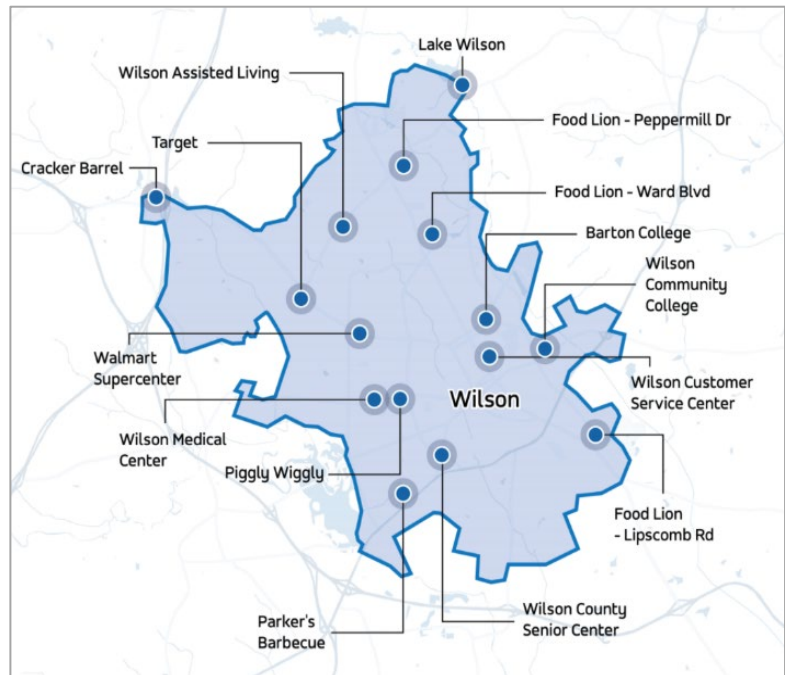 Lake Wilson
Wilson Assisted Living
Food Lion - Peppermill Dr
Target
Cracker Barrel
Food Lion - Ward Blvd
Barton College
Wilson
Community
College
Walmart
Supercenter
Wilson Customer
Service Center
Wilson
Wilson Medical
Center
Piggly Wiggly
Food Lion
- Lipscomb Rd
Wilson County
Senior Center
Parker's
Barbecue